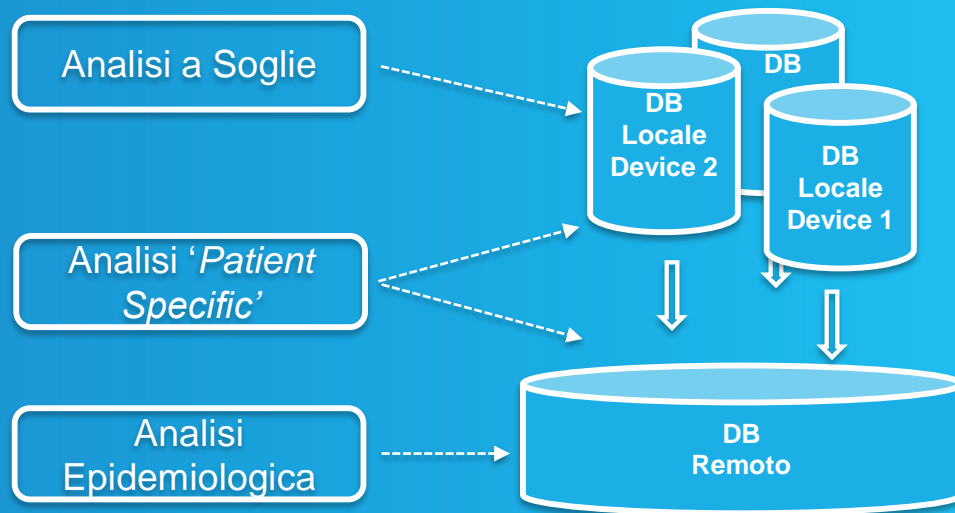 Analisi a Soglie
DB
DB
Locale
Device 2
DB
Locale
Device 1
Analisi ‘Patient
Specific’
Analisi
Epidemiologica
DB
Remoto